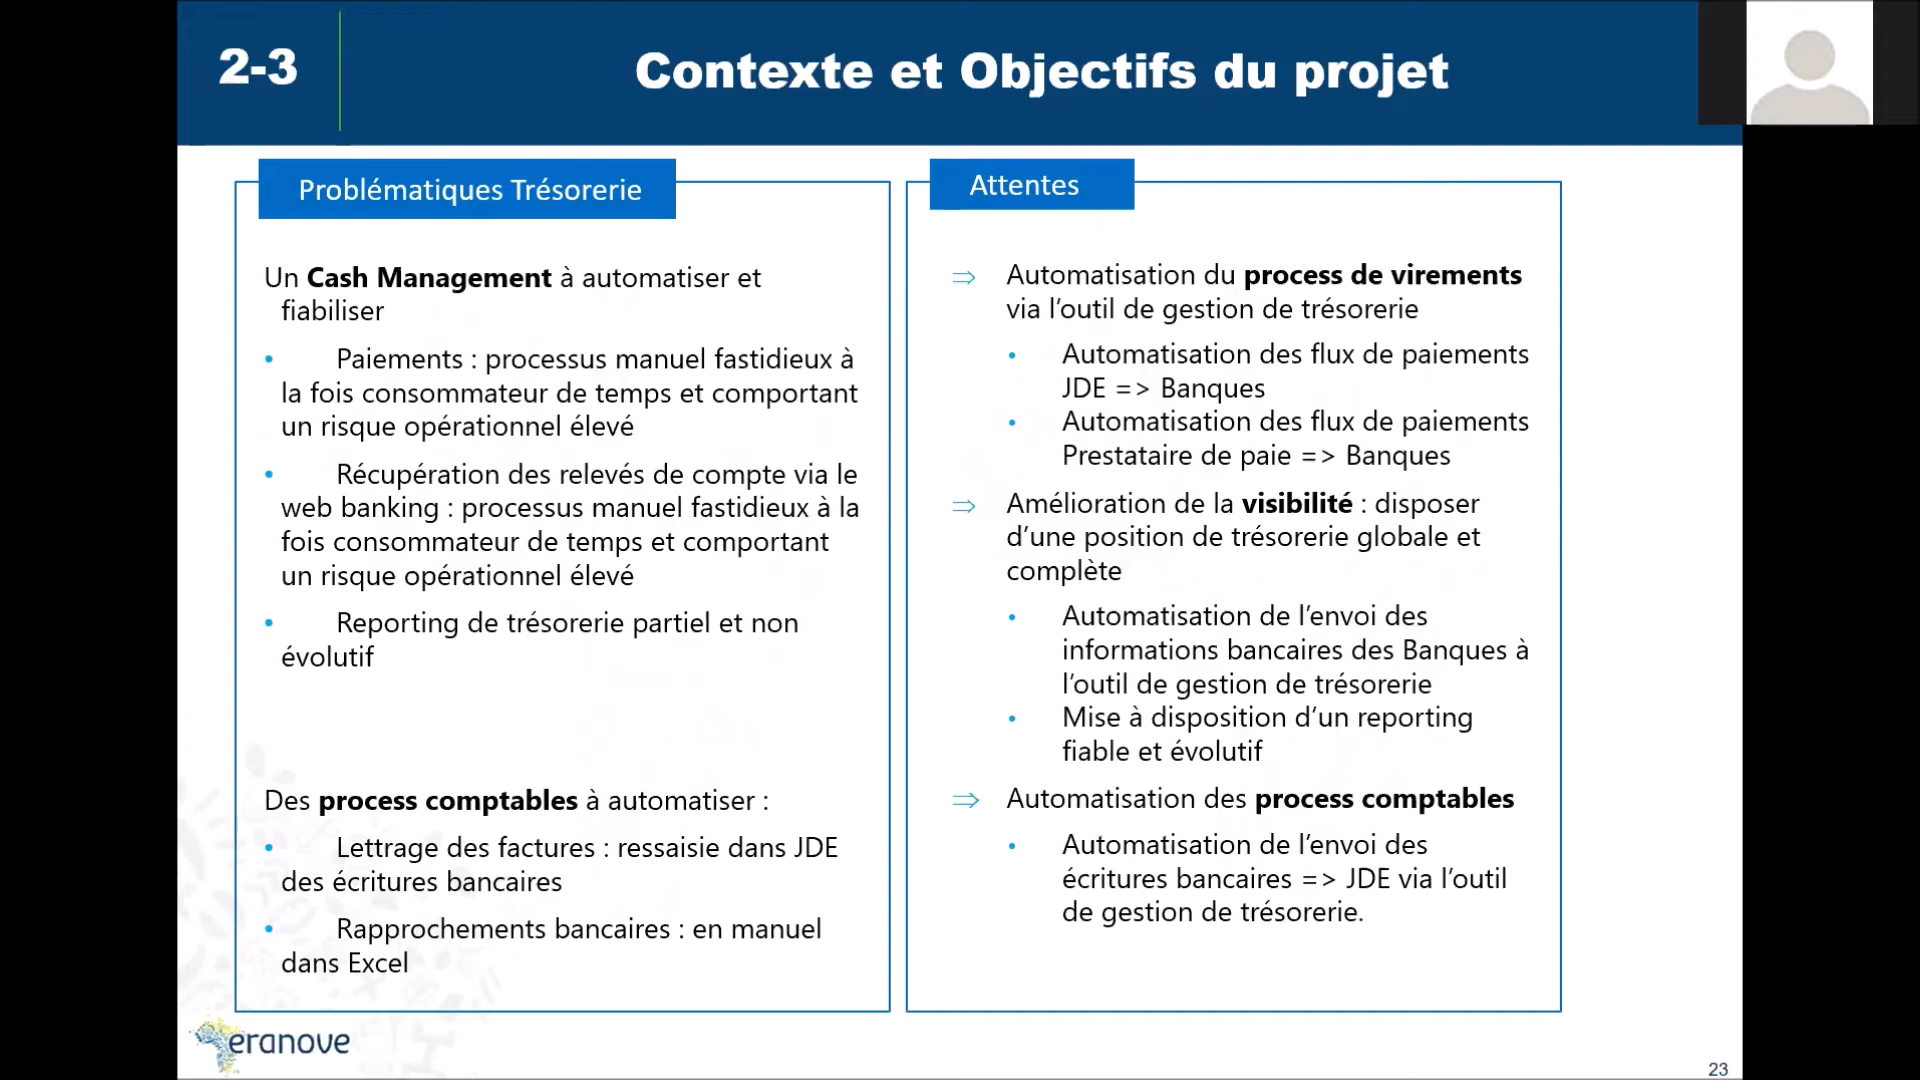 2-3
Contexte et Objectifs du projet
Problématiques Trésorerie
Un Cash Management à automatiser et
fiabiliser
• Paiements : processus manuel fastidieux à
la fois consommateur de temps et comportant
un risque opérationnel élevé
• Récupération des relevés de compte via le
web banking : processus manuel fastidieux à la
fois consommateur de temps et comportant
un risque opérationnel élevé
• Reporting de trésorerie partiel et non
évolutif
Des process comptables à automatiser :
• Lettrage des factures : ressaisie dans JDE
des écritures bancaires
• Rapprochements bancaires : en manuel
dans Excel
Attentes
⇒ Automatisation du process de virements
via l’outil de gestion de trésorerie
• Automatisation des flux de paiements
JDE => Banques
• Automatisation des flux de paiements
Prestataire de paie => Banques
⇒ Amélioration de la visibilité : disposer
d’une position de trésorerie globale et
complète
• Automatisation de l’envoi des
informations bancaires des Banques à
l’outil de gestion de trésorerie
• Mise à disposition d’un reporting
fiable et évolutif
⇒ Automatisation des process comptables
• Automatisation de l’envoi des
écritures bancaires => JDE via l’outil
de gestion de trésorerie.
eranove
23